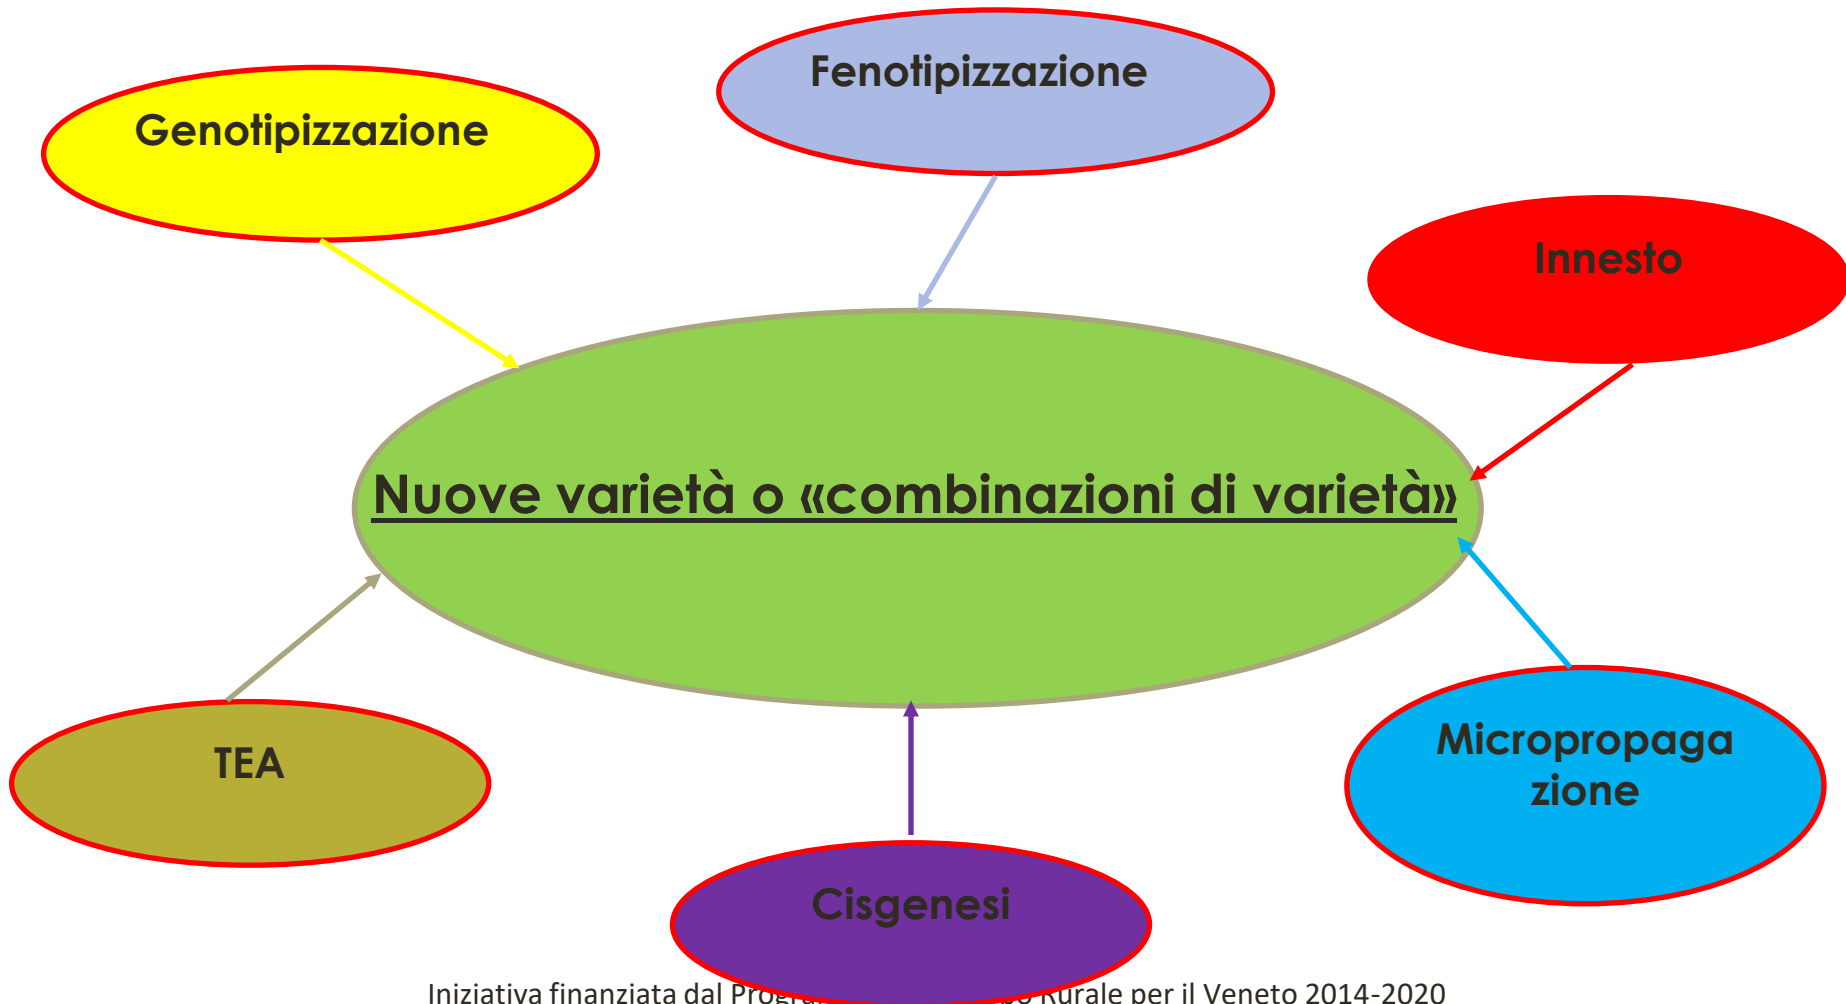 Fenotipizzazione
Genotipizzazione
Innesto
Nuove varietà o «combinazioni di varietà»
TEA
Micropropaga
zione
Cisgenesi
Iniziativa finanziata dal Rurale per il Veneto 2014-2020